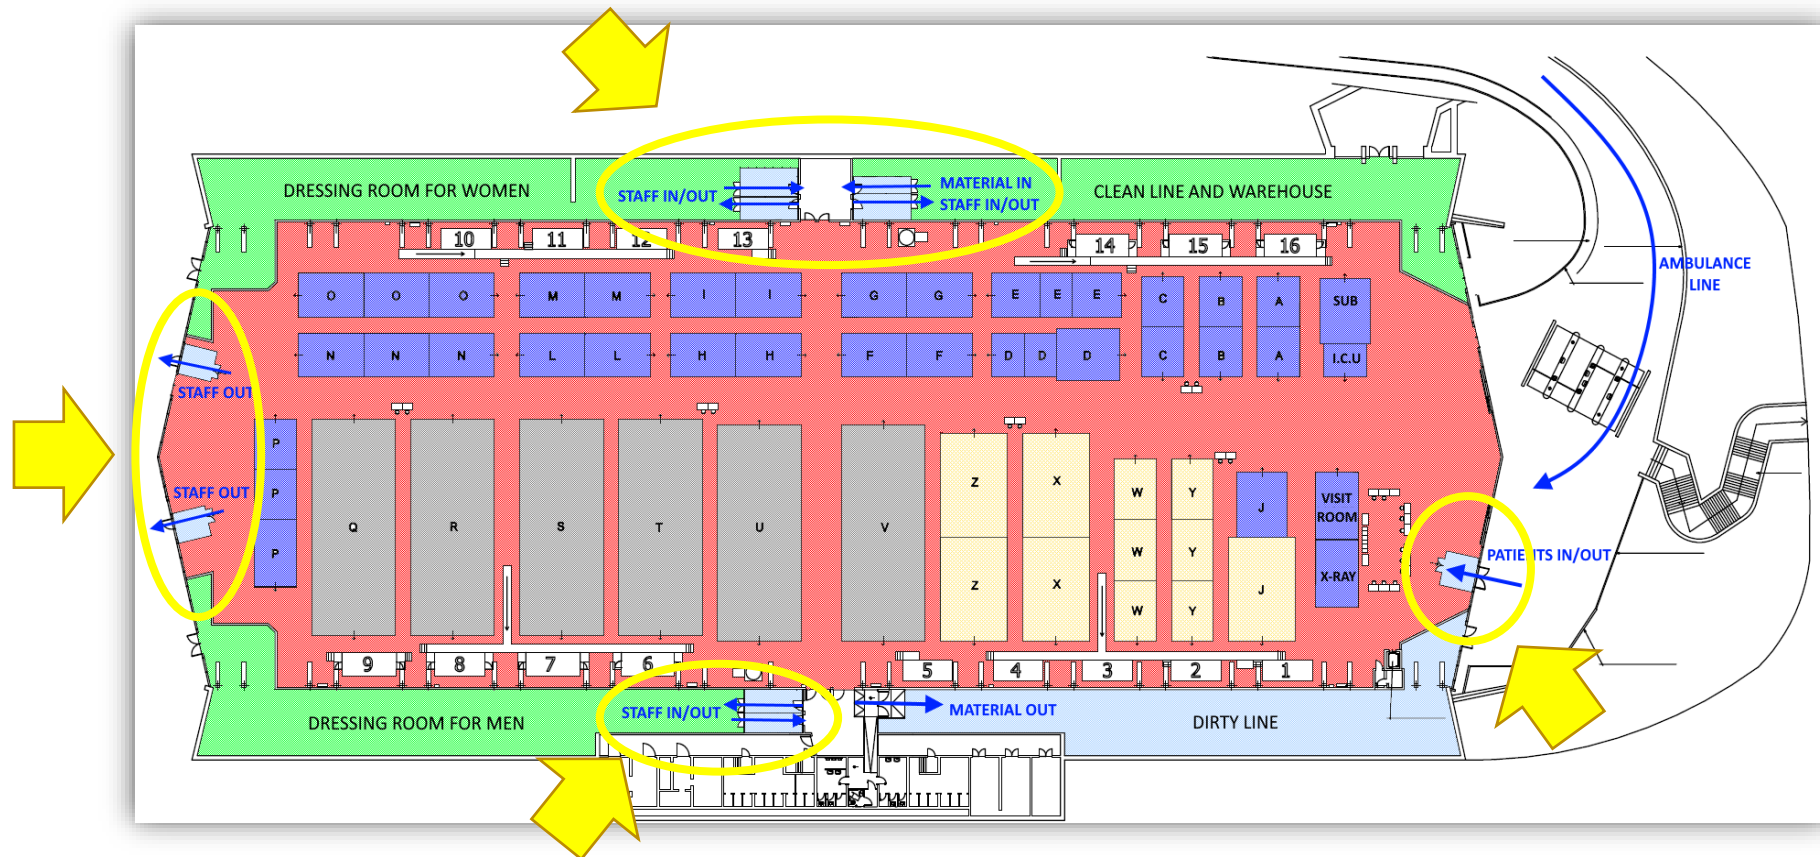 DRESSING ROOM FOR WOMEN
STAFF IN/OUT
MATERIAL IN
STAFF IN/OUT
CLEAN LINE AND WAREHOUSE
10 11 12 13 14 15 16
AMBULANCE
LINE
O O O M M I I G G E E E C B A SUB
N N N L L H H F F D D D C B A I.C.U
STAFF OUT
P
P
P
STAFF OUT
Q R S T U V
Z X W Y J VISIT
ROOM
W Y
Z X W Y J X-RAY
PATIENTS IN/OUT
9 8 7 6 5 4 3 2 1
DRESSING ROOM FOR MEN
STAFF IN/OUT
MATERIAL OUT
DIRTY LINE